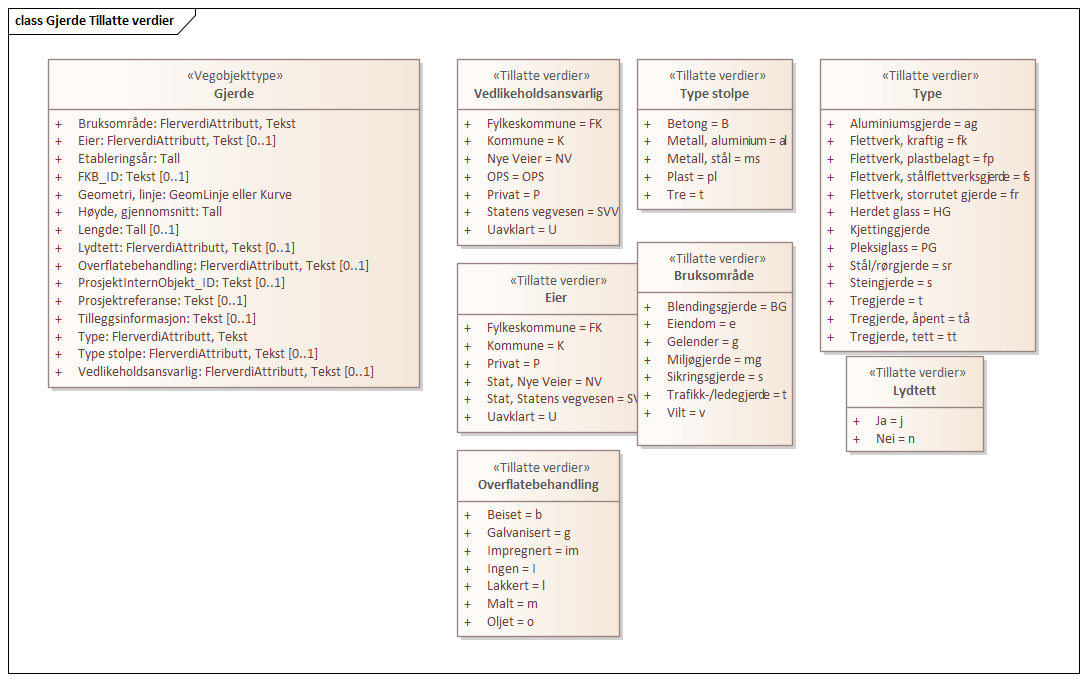 class Gjerde Tillatte verdier
«Vegobjekttype»
Gjerde
+ Bruksområde: FlerverdiAttributt, Tekst
+ Eier: FlerverdiAttributt, Tekst [0..1]
+ Etableringsår: Tall
+ FKB_ID: Tekst [0..1]
+ Geometri, linje: GeomLinje eller Kurve
+ Høyde, gjennomsnitt: Tall
+ Lengde: Tall [0..1]
+ Lydtett: FlerverdiAttributt, Tekst [0..1]
+ Overflatebehandling: FlerverdiAttributt, Tekst [0..1]
+ ProsjektInternObjekt_ID: Tekst [0..1]
+ Prosjektreferanse: Tekst [0..1]
+ Tilleggsinformasjon: Tekst [0..1]
+ Type: FlerverdiAttributt, Tekst
+ Type stolpe: FlerverdiAttributt, Tekst [0..1]
+ Vedlikeholdsansvarlig: FlerverdiAttributt, Tekst [0..1]
«Tillatte verdier»
Vedlikeholdsansvarlig
+ Fylkeskommune = FK
+ Kommune = K
+ Nye Veier = NV
+ OPS = OPS
+ Privat = P
+ Statens vegvesen = SVV
+ Uavklart = U
«Tillatte verdier»
Eier
+ Fylkeskommune = FK
+ Kommune = K
+ Privat = P
+ Stat, Nye Veier = NV
+ Stat, Statens vegvesen = SV
+ Uavklart = U
«Tillatte verdier»
Overflatebehandling
+ Beiset = b
+ Galvanisert = g
+ Impregnert = im
+ Ingen = I
+ Lakkert = l
+ Malt = m
+ Oljet = o
«Tillatte verdier»
Type stolpe
+ Betong = B
+ Metall, aluminium = al
+ Metall, stål = ms
+ Plast = pl
+ Tre = t
«Tillatte verdier»
Bruksområde
+ Blendingsgjerde = BG
+ Eiendom = e
+ Gelender = g
+ Miljøgjerde = mg
+ Sikringsgjerde = s
+ Trafikk-/ledegjerde = t
+ Vilt = v
«Tillatte verdier»
Type
+ Aluminiumsgjerde = ag
+ Flettverk, kraftig = fk
+ Flettverk, plastbelagt = fp
+ Flettverk, stålflettverksgjerde = fs
+ Flettverk, storrutet gjerde = fr
+ Herdet glass = HG
+ Kjettinggjerde
+ Pleksiglass = PG
+ Stål/rørgjerde = sr
+ Steingjerde = s
+ Tregjerde = t
+ Tregjerde, åpent = tå
+ Tregjerde, tett = tt
«Tillatte verdier»
Lydtett
+ Ja = j
+ Nei = n